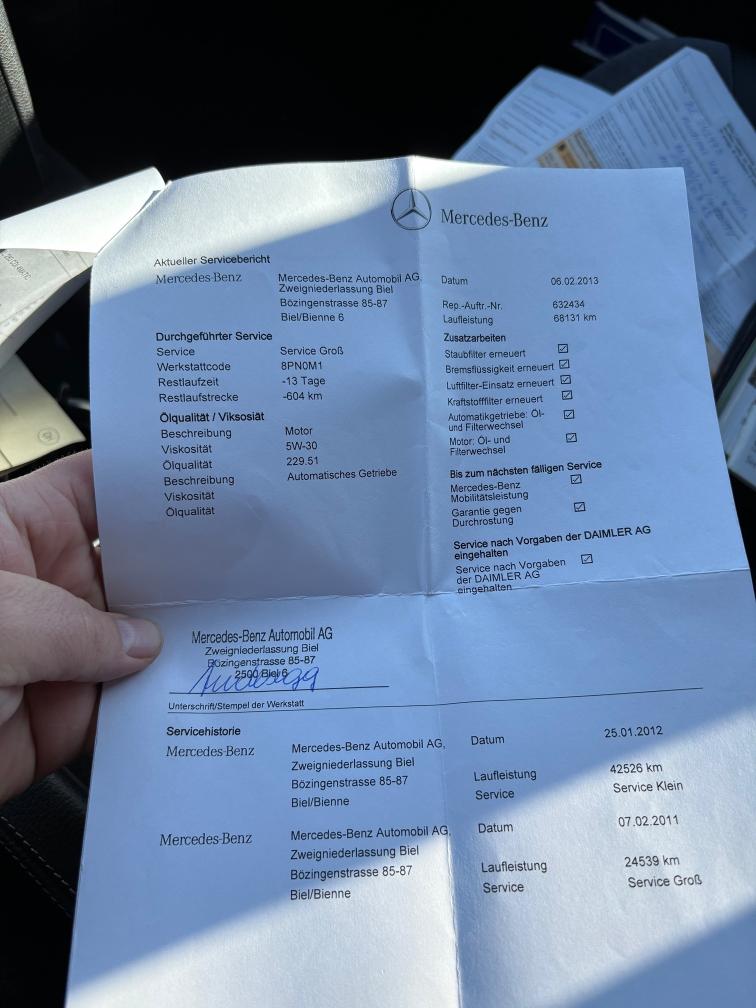 Mercedes-Benz
Aktueller Servicebericht
Mercedes-Benz
Mercedes-Benz Automobil AG,
Zweigniederlassung Biel
Bözingenstrasse 85-87
Biel/Bienne 6
Datum 06.02.2013
Rep.-Auftr.-Nr. 632434
Laufleistung 68131 km
Durchgeführter Service
Service Service Groß
Werkstattcode 8PN0M1
Restlaufzeit -13 Tage
Restlaufstrecke -604 km
Ölqualität / Viksosiät
Beschreibung Motor
Viskosität 5W-30
Ölqualität 229.51
Beschreibung Automatisches Getriebe
Viskosität
Ölqualität
Zusatzarbeiten
Staubfilter erneuert
Bremsflüssigkeit erneuert
Luftfilter-Einsatz erneuert
Kraftstofffilter erneuert
Automatikgetriebe: Öl-
und Filterwechsel
Motor: Öl- und
Filterwechsel
Bis zum nächsten fälligen Service
Mercedes-Benz
Mobilitätsleistung
Garantie gegen
Durchrostung
Service nach Vorgaben der DAIMLER AG
eingehalten
Service nach Vorgaben
der DAIMLER AG
eingehalten
Mercedes-Benz Automobil AG
Zweigniederlassung Biel
Bözingenstrasse 85-87
2500 Biel 6
Unterschrift/Stempel der Werkstatt
Servicehistorie
Mercedes-Benz
Mercedes-Benz Automobil AG,
Zweigniederlassung Biel
Bözingenstrasse 85-87
Biel/Bienne
Datum 25.01.2012
Laufleistung 42526 km
Service Service Klein
Mercedes-Benz
Mercedes-Benz Automobil AG,
Zweigniederlassung Biel
Bözingenstrasse 85-87
Biel/Bienne
Datum 07.02.2011
Laufleistung 24539 km
Service Service Groß